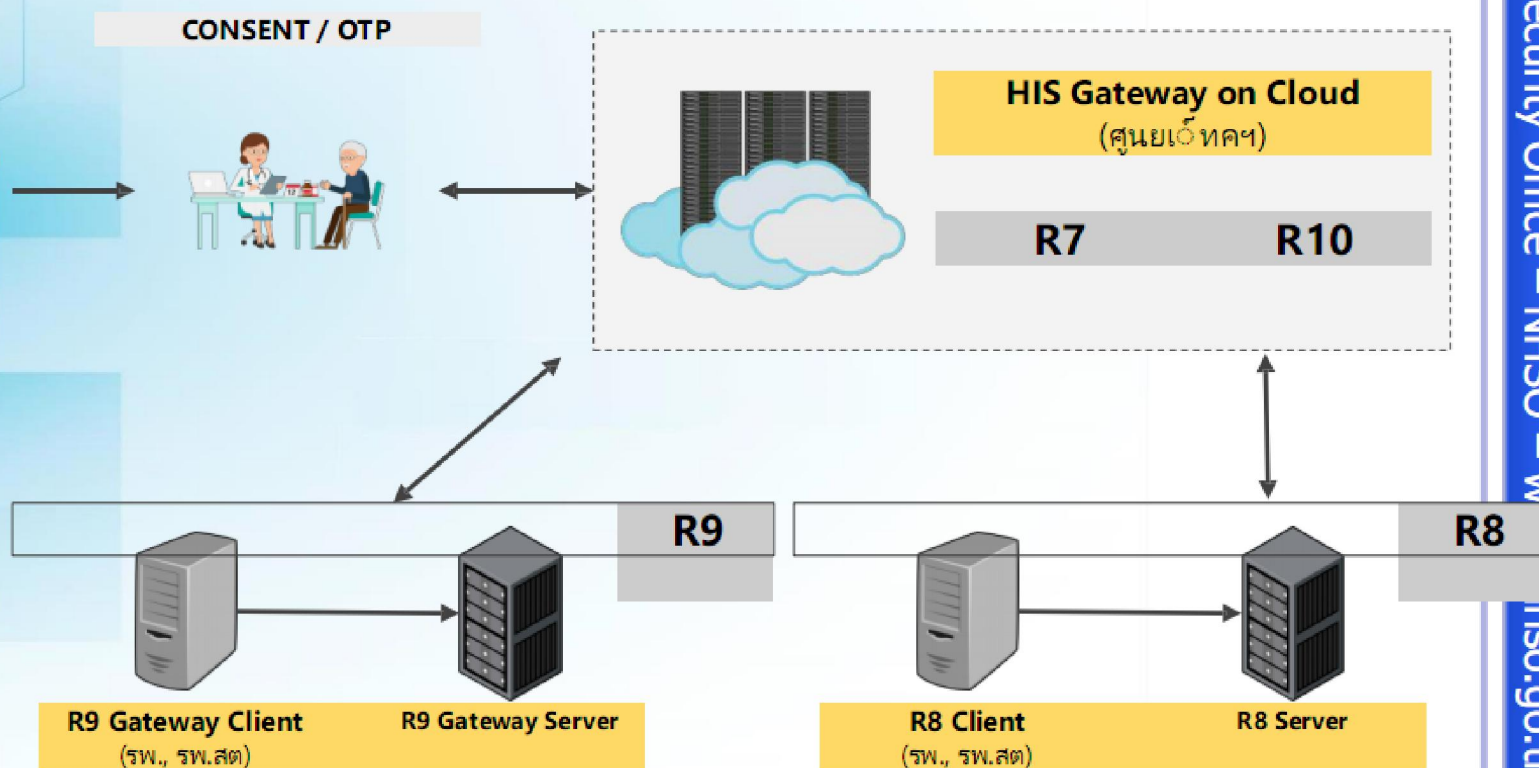 CONSENT / OTP
HIS Gateway on Cloud
(ศูนยเ์ทคฯ)
R7 R10
R9
R8
R9 Gateway Client
(รพ., รพ.สต)
R9 Gateway Server
R8 Client
(รพ., รพ.สต)
R8 Server
Office – NHSO –